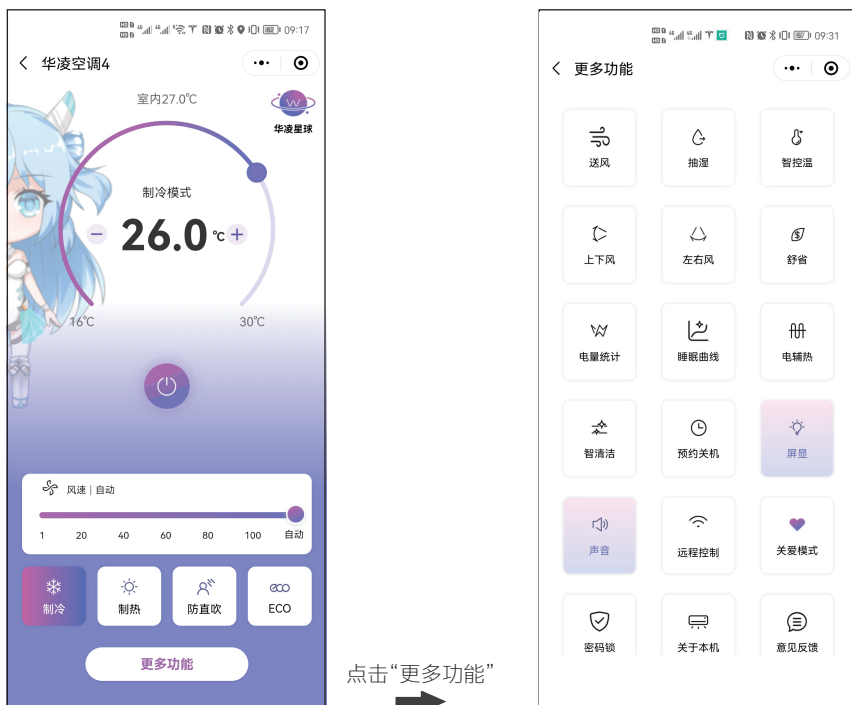 09:17
华凌空调4
室内27.0℃
华凌星球
制冷模式
26.0 ℃
16℃
30℃
风速 | 自动
1 20 40 60 80 100 自动
制冷 制热 防直吹 ECO
更多功能
点击“更多功能”
09:31
更多功能
送风 抽湿 智控温
上下风 左右风 舒省
电量统计 睡眠曲线 电辅热
智清洁 预约关机 屏显
声音 远程控制 关爱模式
密码锁 关于本机 意见反馈